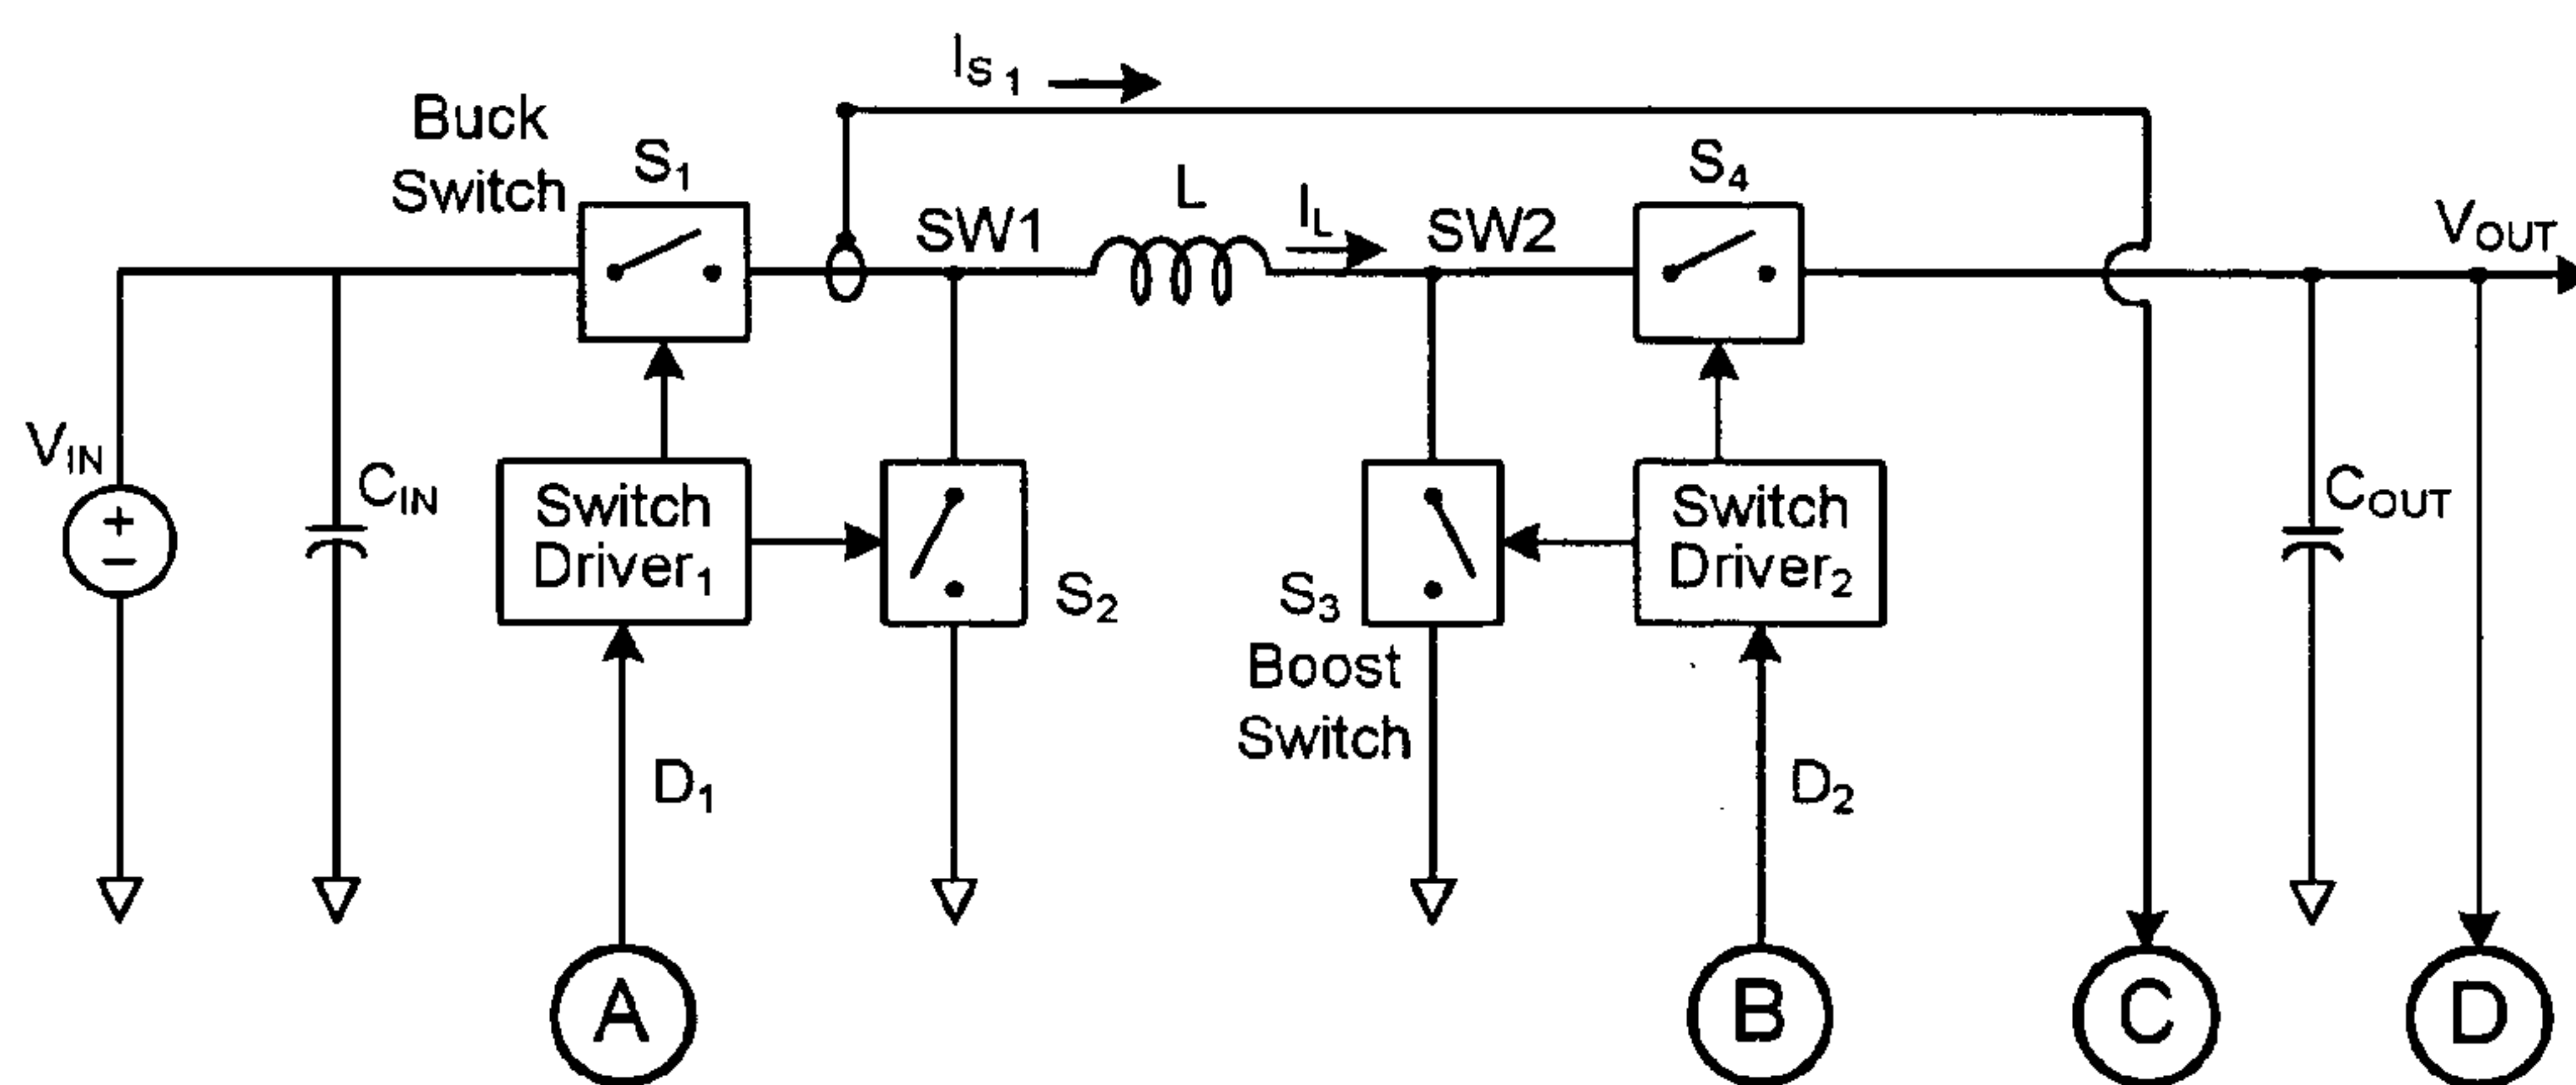 I_S1
Buck
Switch
S₁
SW1
L
I_L
SW2
S₄
V_OUT
V_IN
+
−
C_IN
Switch
Driver₁
S₂
S₃
Boost
Switch
Switch
Driver₂
C_OUT
D₁
D₂
A
B
C
D